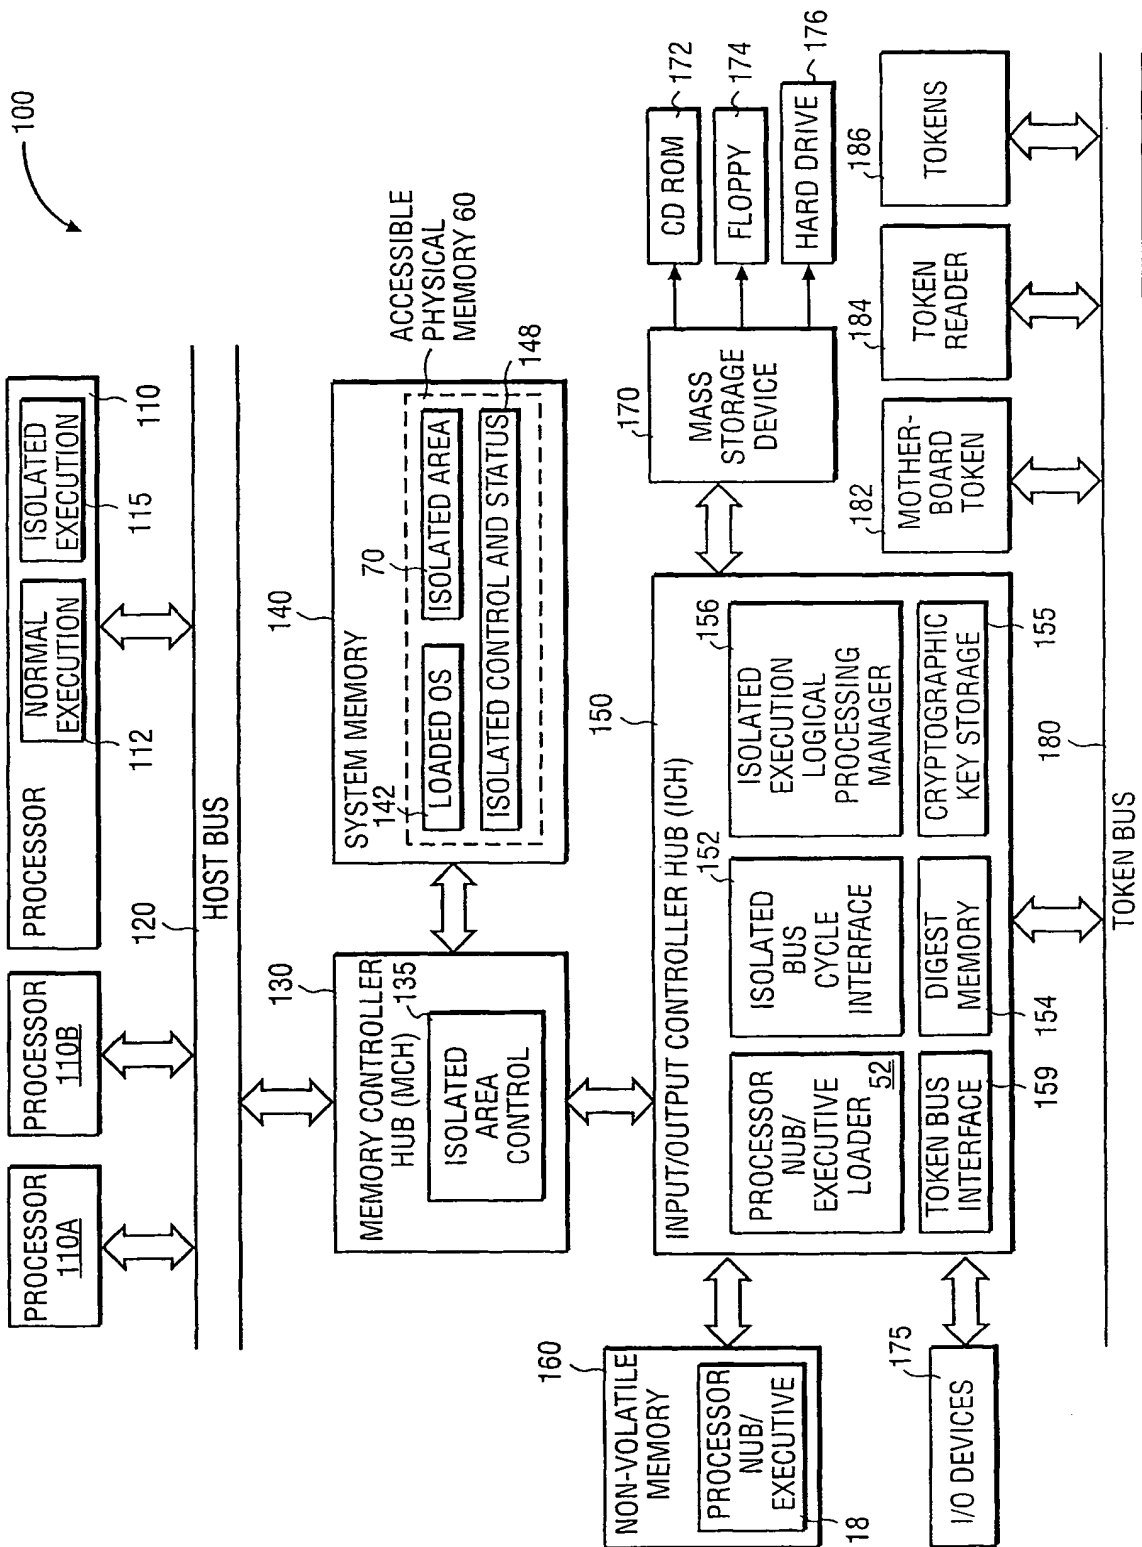 100
PROCESSOR
110A
PROCESSOR
110B
PROCESSOR
NORMAL
EXECUTION
112
ISOLATED
EXECUTION
115
110
120
HOST BUS
130
MEMORY CONTROLLER
HUB (MCH)
135
ISOLATED
AREA
CONTROL
140
SYSTEM MEMORY
142
LOADED OS
70
ISOLATED AREA
ISOLATED CONTROL AND STATUS
148
ACCESSIBLE
PHYSICAL
MEMORY 60
150
INPUT/OUTPUT CONTROLLER HUB (ICH)
PROCESSOR
NUB/
EXECUTIVE
LOADER
52
152
ISOLATED
BUS
CYCLE
INTERFACE
156
ISOLATED
EXECUTION
LOGICAL
PROCESSING
MANAGER
TOKEN BUS
INTERFACE
159
DIGEST
MEMORY
154
CRYPTOGRAPHIC
KEY STORAGE
155
160
NON-VOLATILE
MEMORY
PROCESSOR
NUB/
EXECUTIVE
18
175
I/O DEVICES
170
MASS
STORAGE
DEVICE
CD ROM
172
FLOPPY
174
HARD DRIVE
176
182
MOTHER-
BOARD
TOKEN
184
TOKEN
READER
186
TOKENS
180
TOKEN BUS